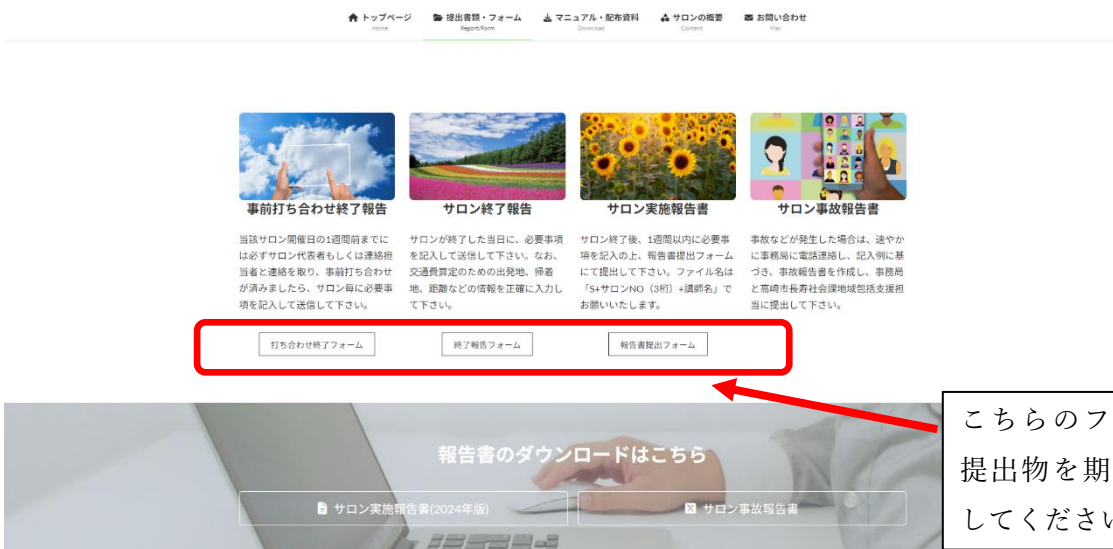 トップページ 提出書類・フォーム マニュアル・配布資料 サロンの概要 お問い合わせ
Home Report/Form Download Content Mail
事前打ち合わせ終了報告
当該サロン開催日の1週間前までに
は必ずサロン代表者もしくは連絡担
当者と連絡を取り、事前打ち合わせ
が済みましたら、サロン毎に必要事
項を記入して送信して下さい。
打ち合わせ終了フォーム
サロン終了報告
サロンが終了した当日に、必要事項
を記入して送信して下さい。なお、
交通費算定のための出発地、帰着
地、距離などの情報を正確に入力し
て下さい。
終了報告フォーム
サロン実施報告書
サロン終了後、1週間以内に必要事
項を記入の上、報告書提出フォーム
にて提出して下さい。ファイル名は
「S+サロンNO（3桁）+講師名」で
お願いいたします。
報告書提出フォーム
サロン事故報告書
事故などが発生した場合は、速やか
に事務局に電話連絡し、記入例に基
づき、事故報告書を作成し、事務局
と高崎市長寿社会課地域包括支援担
当に提出して下さい。
こちらのフ
提出物を期
してください
報告書のダウンロードはこちら
サロン実施報告書(2024年版)
サロン事故報告書